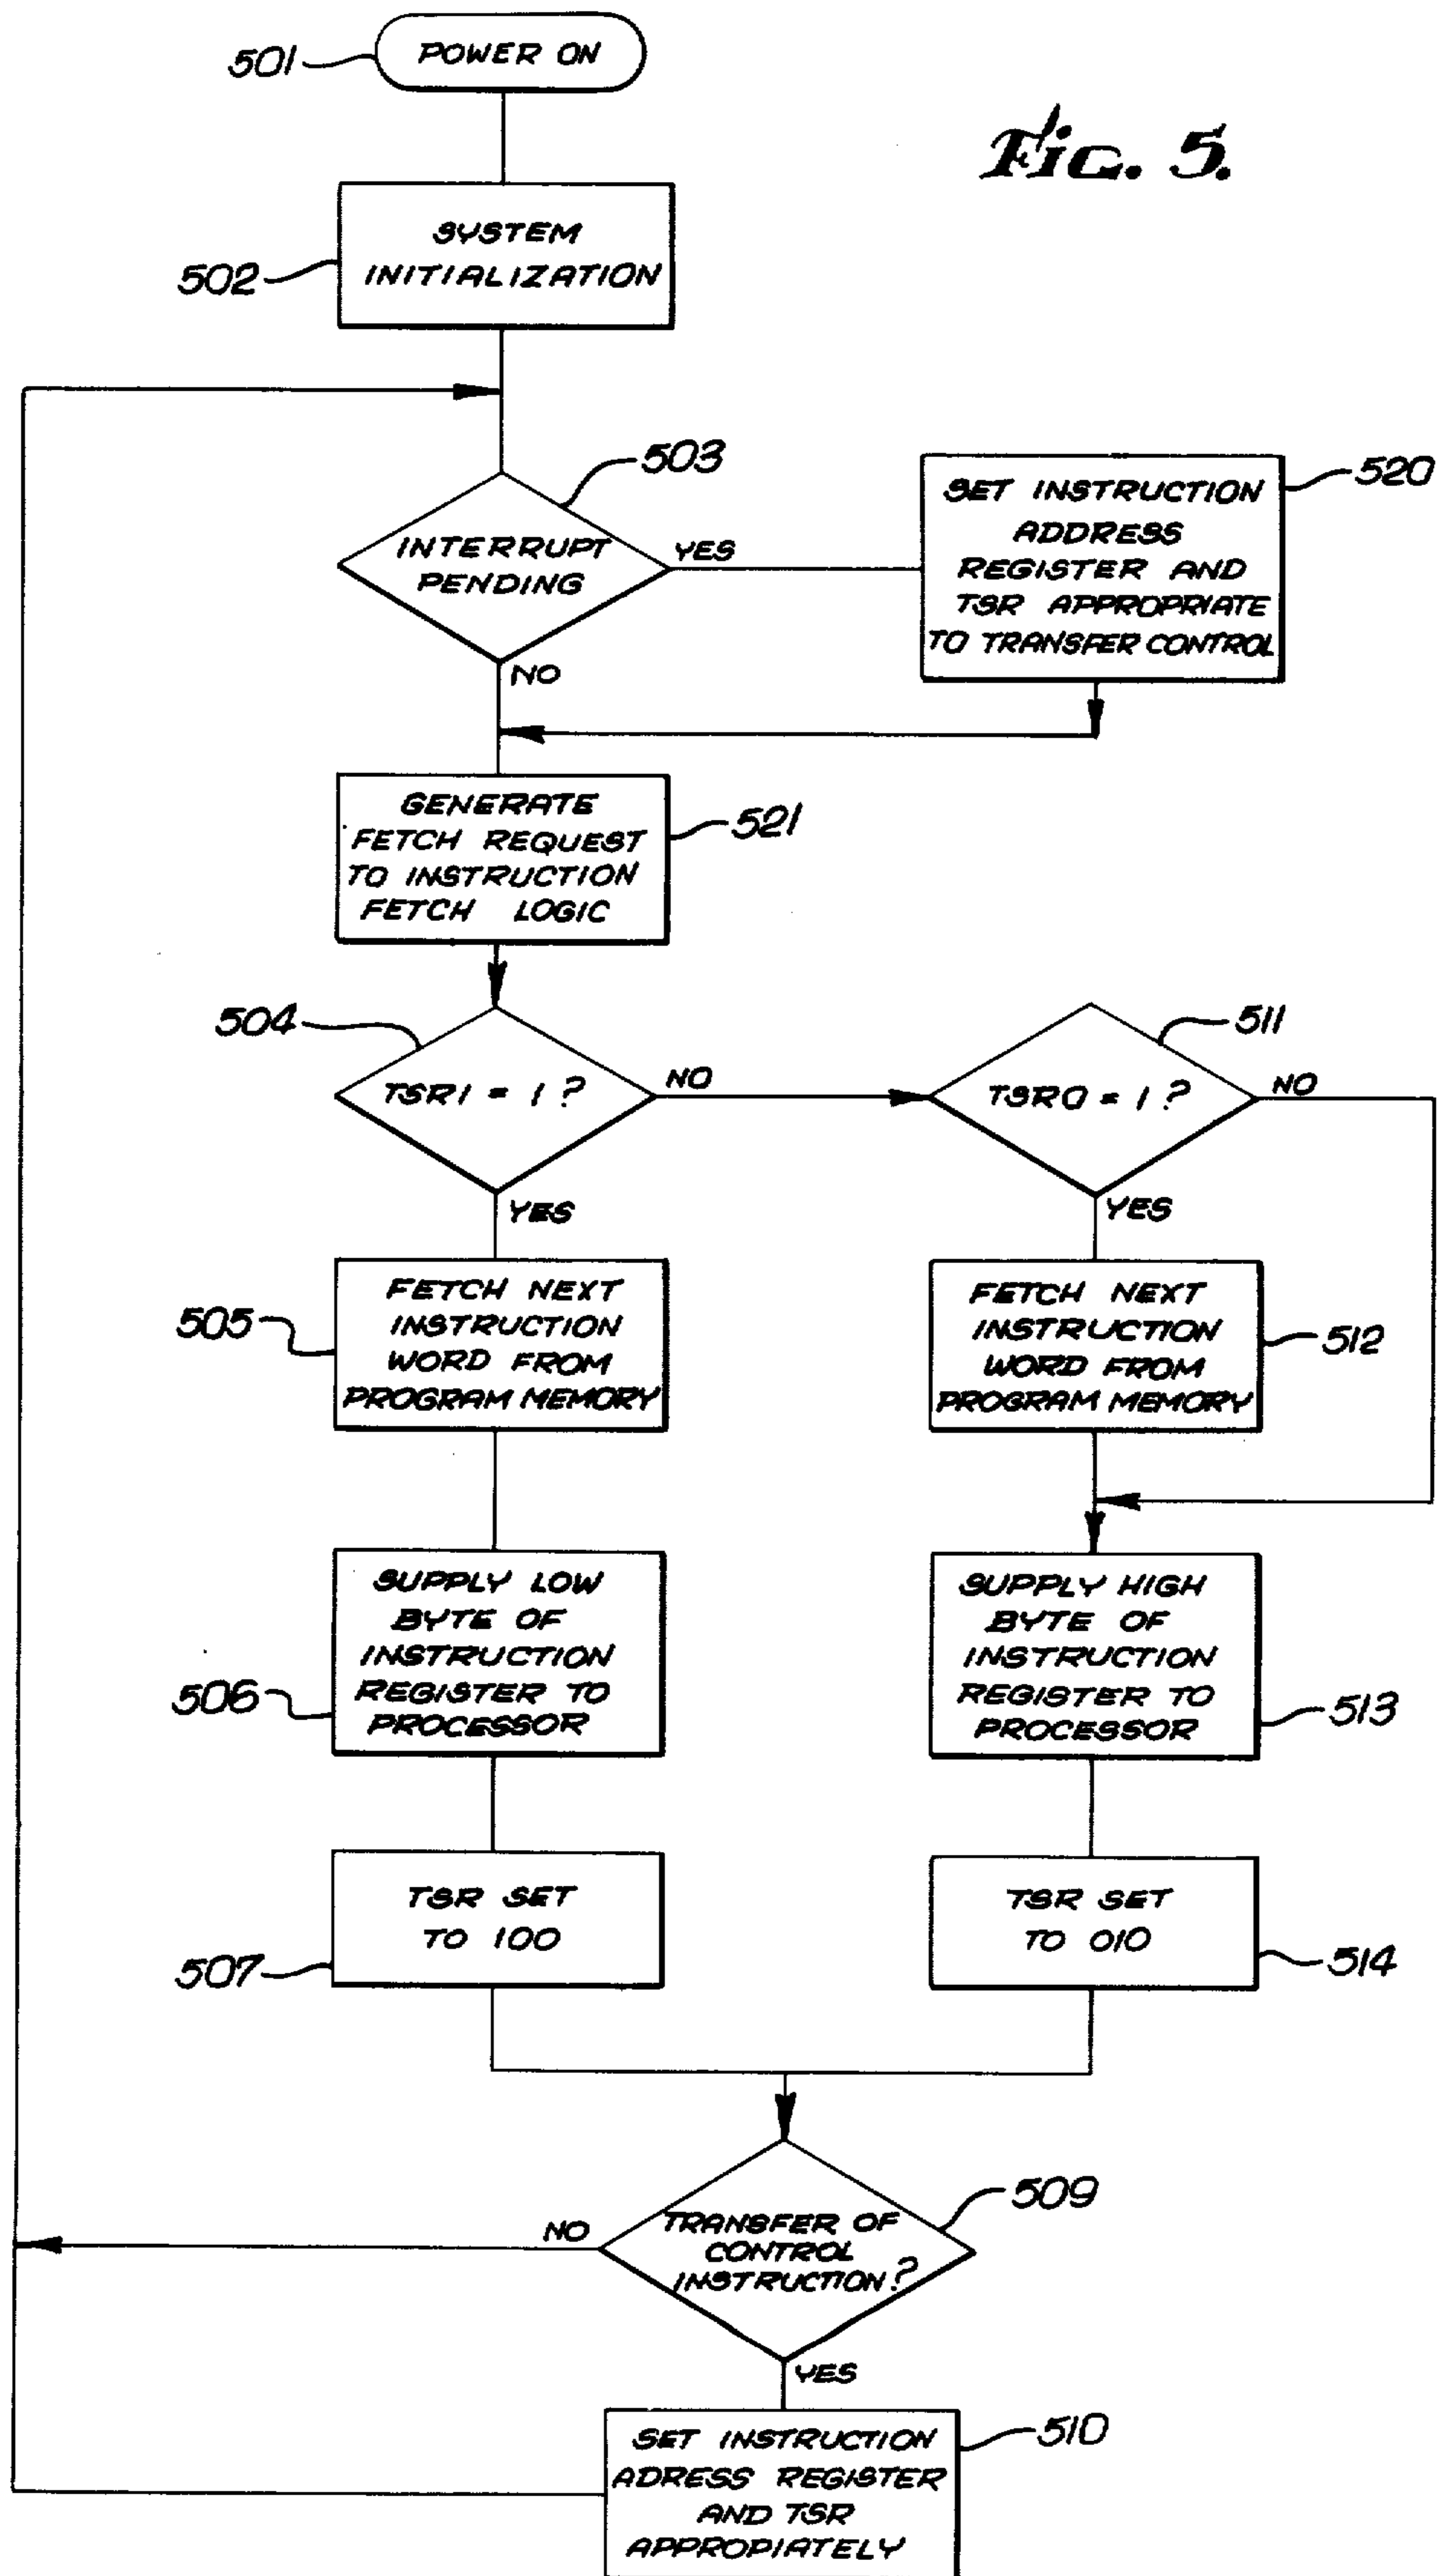 501
POWER ON
Fig. 5.
502
SYSTEM
INITIALIZATION
503
INTERRUPT
PENDING
YES
NO
520
SET INSTRUCTION
ADDRESS
REGISTER AND
TSR APPROPRIATE
TO TRANSFER CONTROL
GENERATE
FETCH REQUEST
TO INSTRUCTION
FETCH LOGIC
521
504
TSR1 = 1 ?
NO
YES
511
TSR0 = 1 ?
NO
YES
505
FETCH NEXT
INSTRUCTION
WORD FROM
PROGRAM MEMORY
FETCH NEXT
INSTRUCTION
WORD FROM
PROGRAM MEMORY
512
506
SUPPLY LOW
BYTE OF
INSTRUCTION
REGISTER TO
PROCESSOR
SUPPLY HIGH
BYTE OF
INSTRUCTION
REGISTER TO
PROCESSOR
513
507
TSR SET
TO 100
TSR SET
TO 010
514
509
TRANSFER OF
CONTROL
INSTRUCTION?
NO
YES
510
SET INSTRUCTION
ADRESS REGISTER
AND TSR
APPROPIATELY